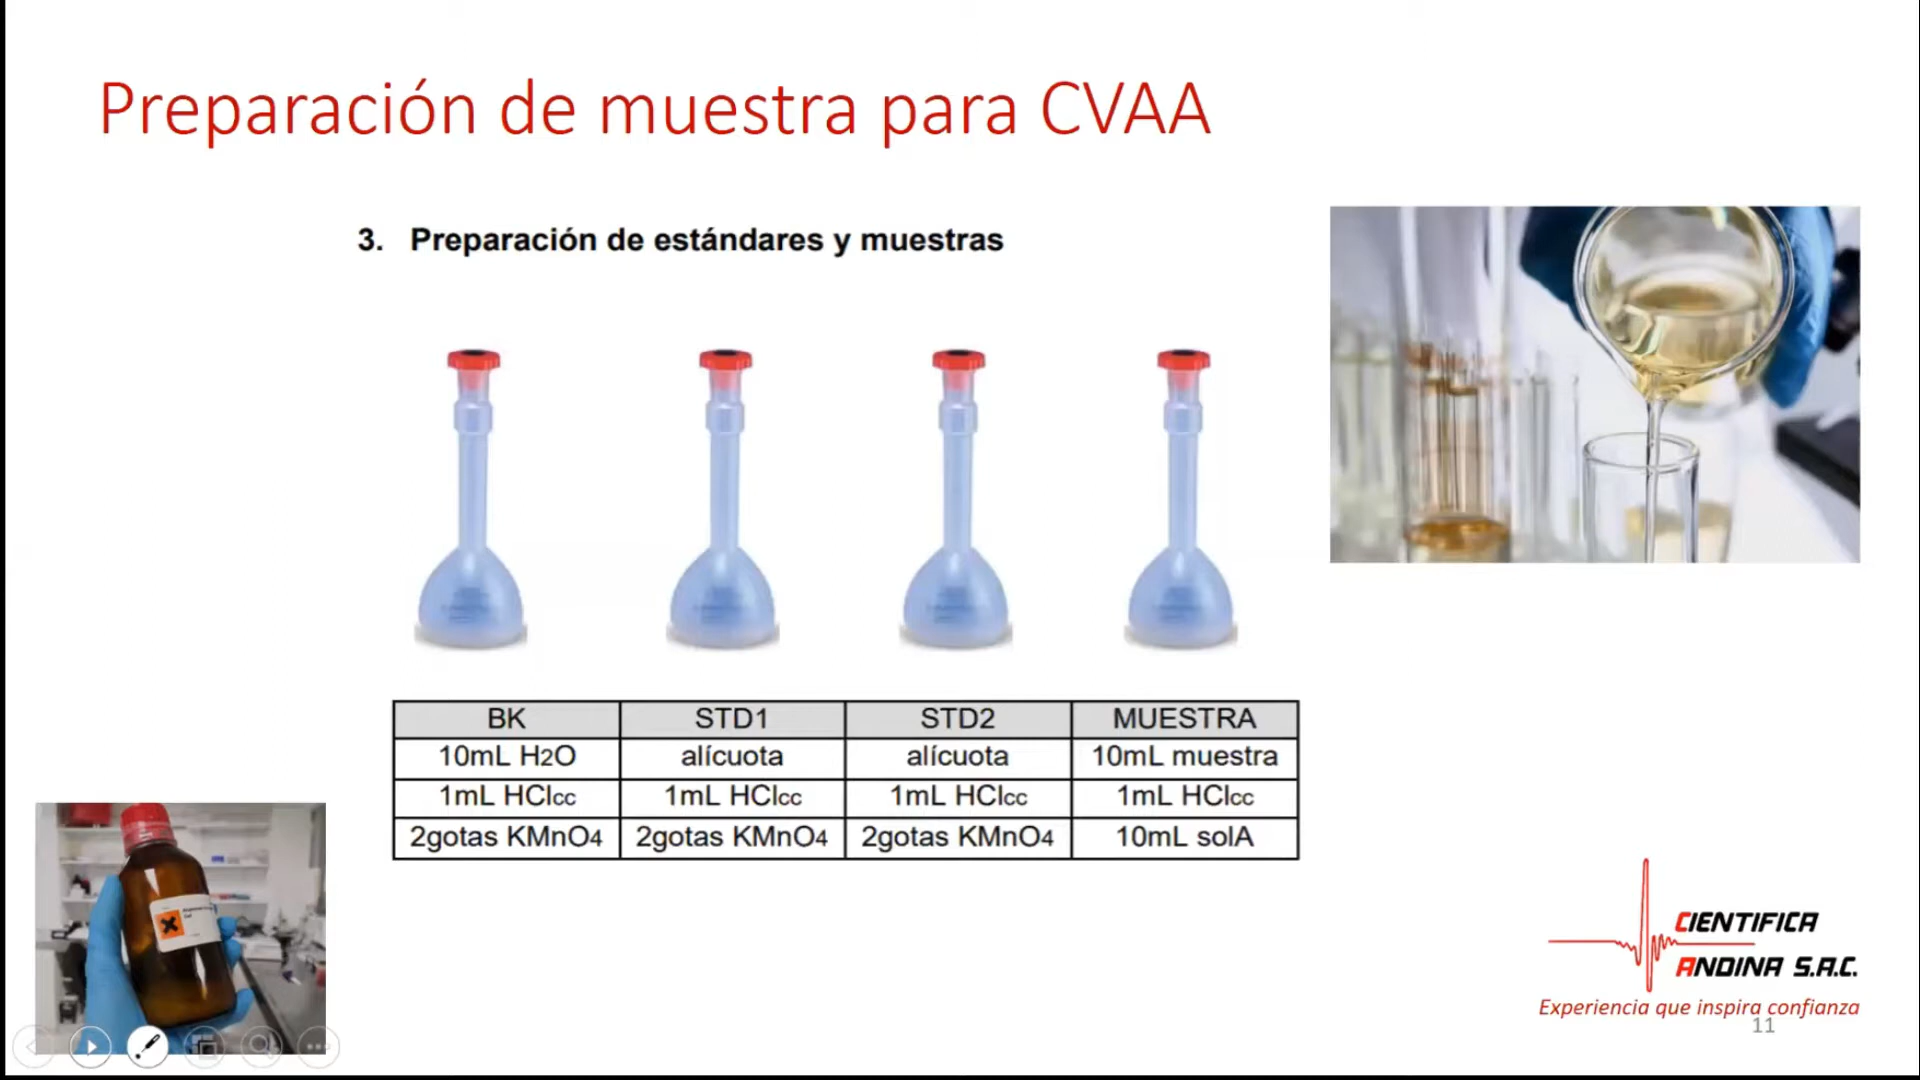 Preparación de muestra para CVAA
3. Preparación de estándares y muestras
BK STD1 STD2 MUESTRA
10mL H2O alícuota alícuota 10mL muestra
1mL HClcc 1mL HClcc 1mL HClcc 1mL HClcc
2gotas KMnO4 2gotas KMnO4 2gotas KMnO4 10mL solA
CIENTIFICA
ANDINA S.A.C.
Experiencia que inspira confianza
11